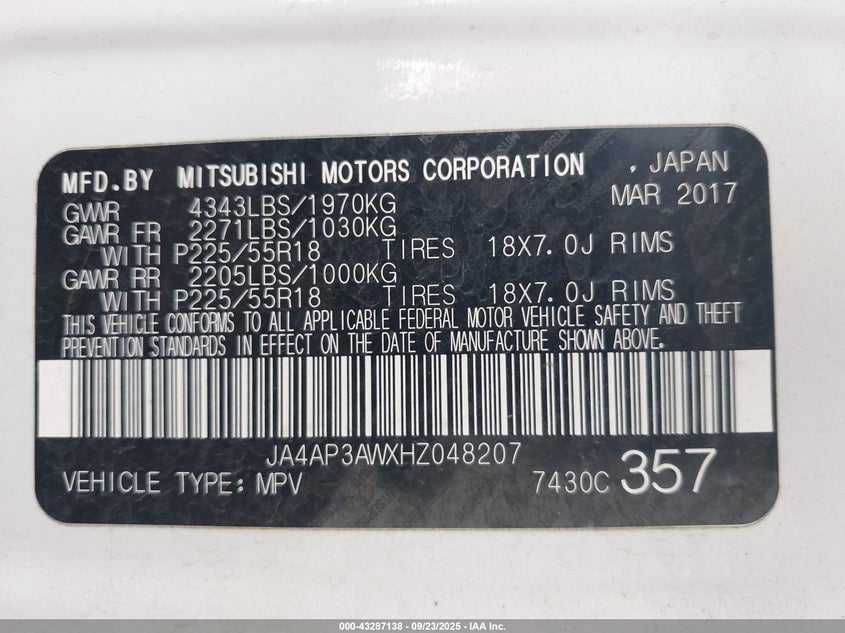 MFD.BY MITSUBISHI MOTORS CORPORATION , JAPAN
GVWR 4343LBS/1970KG MAR 2017
GAWR FR 2271LBS/1030KG
WITH P225/55R18 TIRES 18X7.0J RIMS
GAWR RR 2205LBS/1000KG
WITH P225/55R18 TIRES 18X7.0J RIMS
THIS VEHICLE CONFORMS TO ALL APPLICABLE FEDERAL MOTOR VEHICLE SAFETY AND THEFT
PREVENTION STANDARDS IN EFFECT ON THE DATE OF MANUFACTURE SHOWN ABOVE.
JA4AP3AWXHZ048207
VEHICLE TYPE: MPV 7430C 357
000-43287138 - 09/23/2025 - IAA Inc.